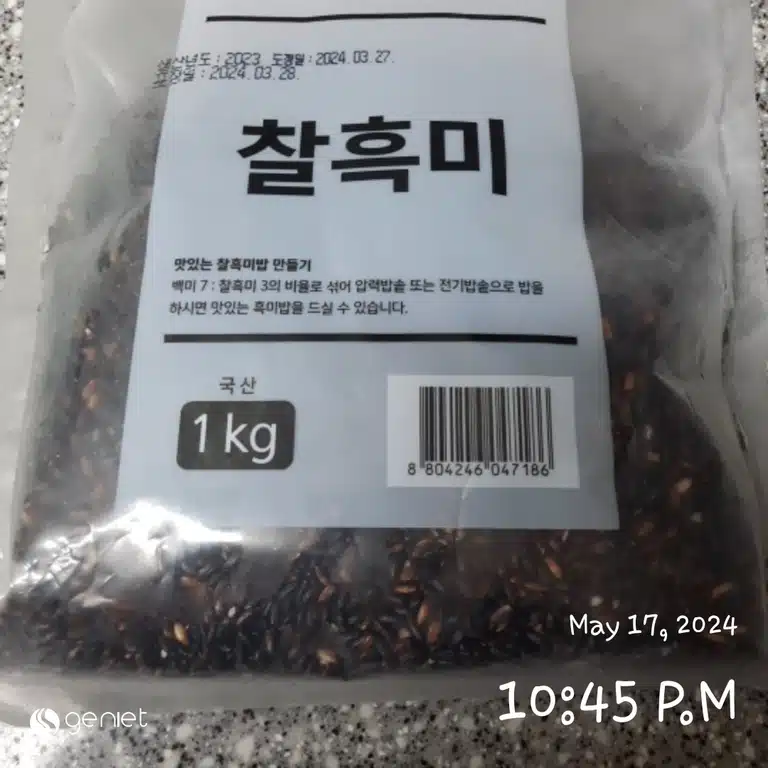 생산년도 : 2023 도정일 : 2024.03.27.
포장일 : 2024.03.28.
찰흑미
맛있는 찰흑미밥 만들기
백미 7 : 찰흑미 3의 비율로 섞어 압력밥솥 또는 전기밥솥으로 밥을
하시면 맛있는 흑미밥을 드실 수 있습니다.
국산
1kg
8 804246 047186
May 17, 2024
10:45 P.M
geniet